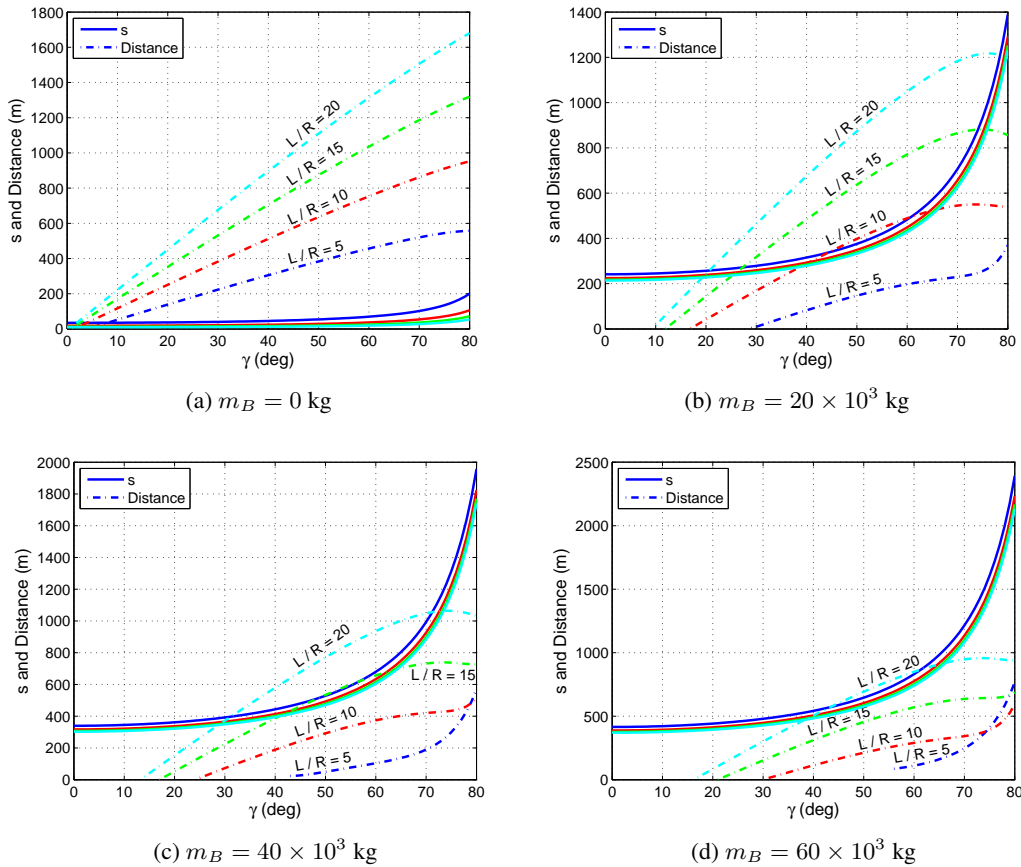 1800
1600
1400
1200
1000
800
600
400
200
0
s and Distance (m)
s
Distance
L / R = 20
L / R = 15
L / R = 10
L / R = 5
0 10 20 30 40 50 60 70 80
γ (deg)
(a) m_B = 0 kg
1400
1200
1000
800
600
400
200
0
s and Distance (m)
s
Distance
L / R = 20
L / R = 15
L / R = 10
L / R = 5
0 10 20 30 40 50 60 70 80
γ (deg)
(b) m_B = 20 × 10³ kg
2000
1800
1600
1400
1200
1000
800
600
400
200
0
s and Distance (m)
s
Distance
L / R = 20
L / R = 15
L / R = 10
L / R = 5
0 10 20 30 40 50 60 70 80
γ (deg)
(c) m_B = 40 × 10³ kg
2500
2000
1500
1000
500
0
s and Distance (m)
s
Distance
L / R = 20
L / R = 15
L / R = 10
L / R = 5
0 10 20 30 40 50 60 70 80
γ (deg)
(d) m_B = 60 × 10³ kg